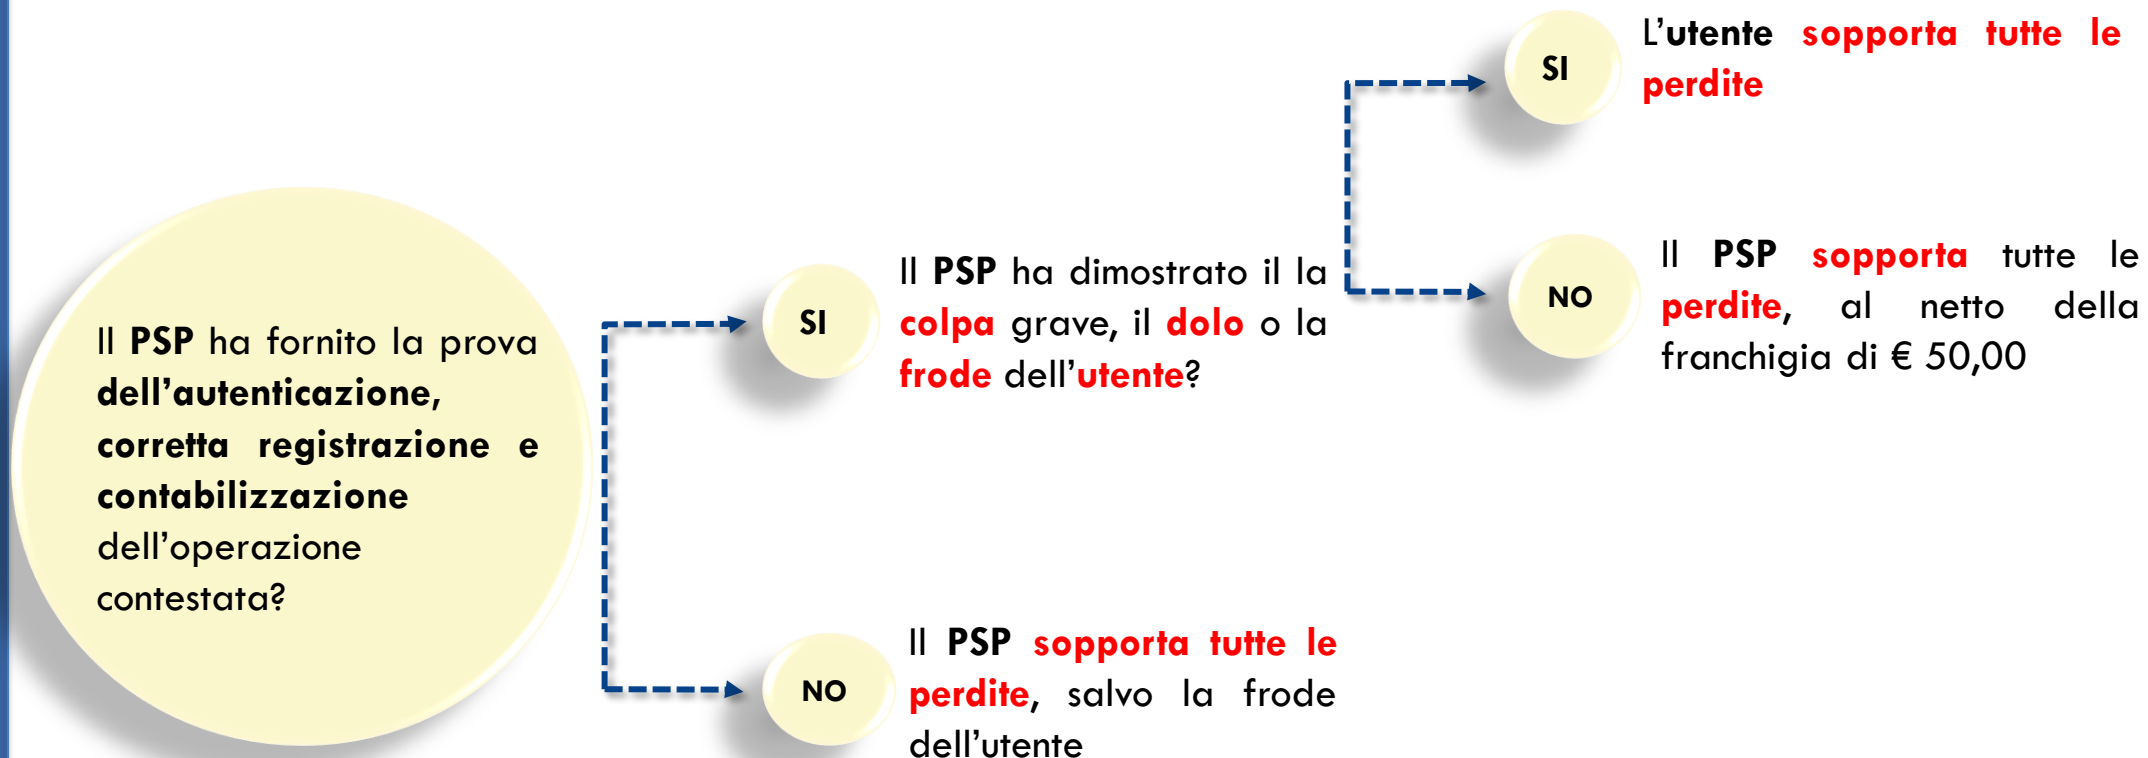 Il PSP ha fornito la prova
dell’autenticazione,
corretta registrazione e
contabilizzazione
dell’operazione
contestata?
SI
Il PSP ha dimostrato il la
colpa grave, il dolo o la
frode dell’utente?
SI
L’utente sopporta tutte le
perdite
NO
Il PSP sopporta tutte le
perdite, al netto della
franchigia di € 50,00
NO
Il PSP sopporta tutte le
perdite, salvo la frode
dell’utente